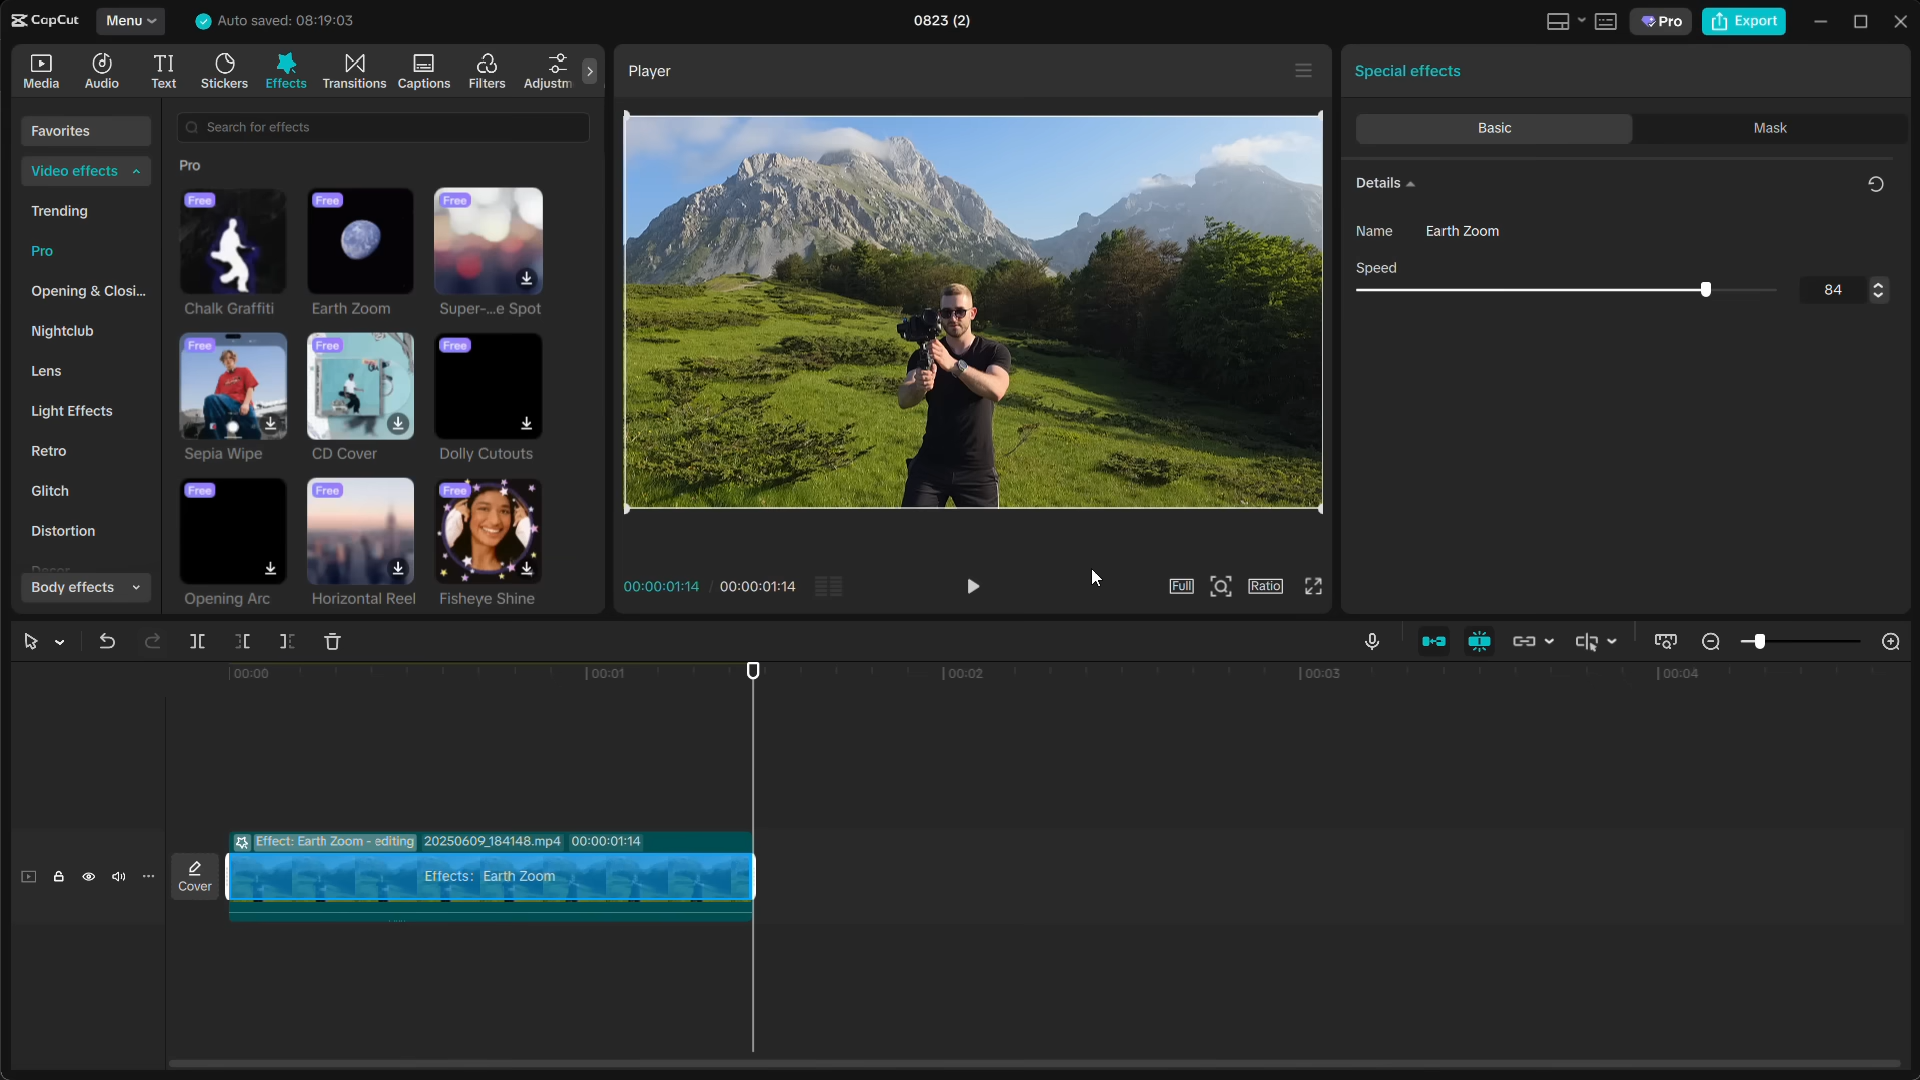 CapCut
Menu
Auto saved: 08:19:03
0823 (2)
Pro
Export
Media
Audio
TI
Text
Stickers
Effects
Transitions
Captions
Filters
Adjustm
Player
Special effects
Favorites
Video effects
Trending
Pro
Opening & Closi...
Nightclub
Lens
Light Effects
Retro
Glitch
Distortion
Body effects
Search for effects
Pro
Free
Free
Free
Chalk Graffiti
Earth Zoom
Super-...e Spot
Free
Free
Free
Sepia Wipe
CD Cover
Dolly Cutouts
Free
Free
Free
Opening Arc
Horizontal Reel
Fisheye Shine
00:00:01:14 / 00:00:01:14
Full
Ratio
Basic
Mask
Details
Name Earth Zoom
Speed
84
00:00
00:01
00:02
00:03
00:04
Effect: Earth Zoom - editing 20250609_184148.mp4 00:00:01:14
Effects: Earth Zoom
Cover